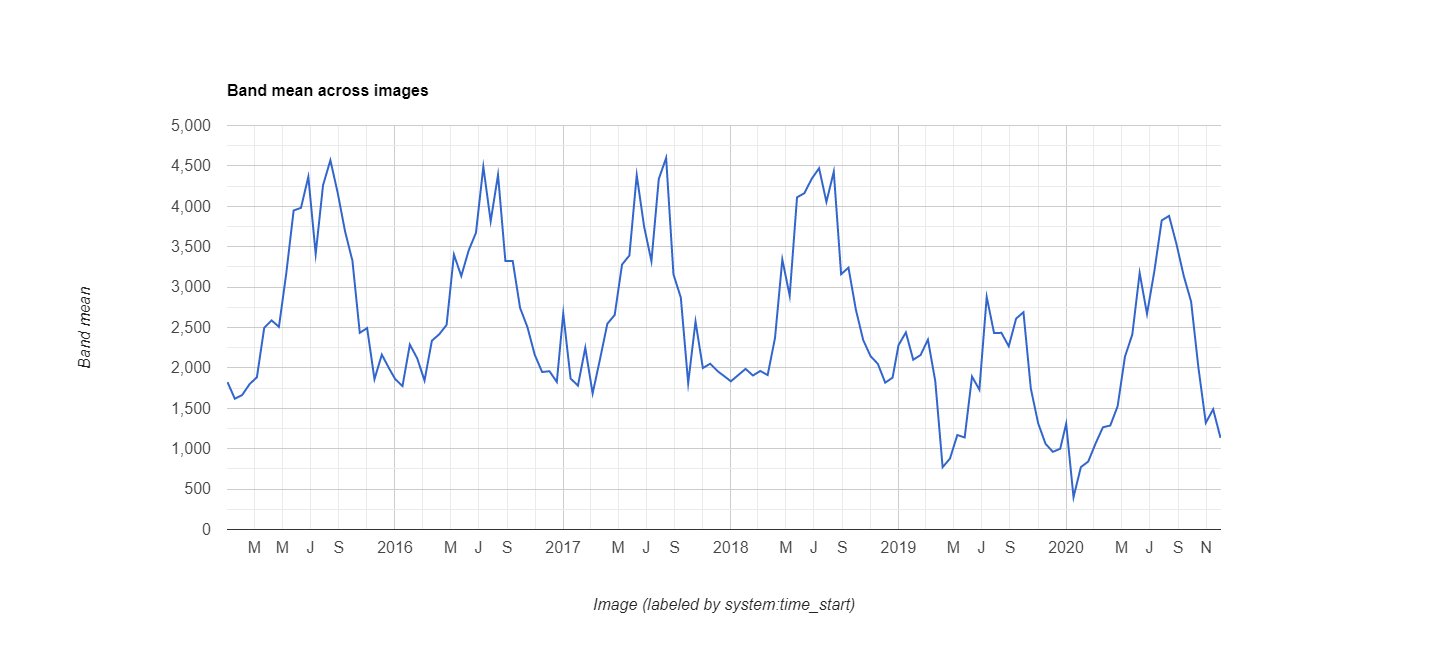 Band mean across images
5,000
4,500
4,000
3,500
3,000
2,500
2,000
1,500
1,000
500
0
Band mean
M M J S 2016 M J S 2017 M J S 2018 M J S 2019 M J S 2020 M J S N
Image (labeled by system:time_start)